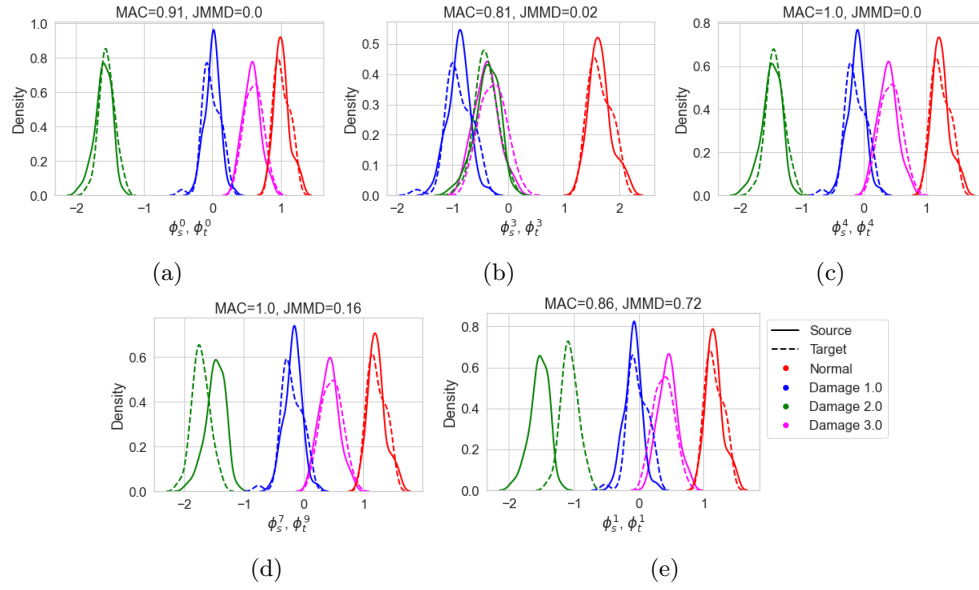 MAC=0.91, JMMD=0.0
1.0
0.8
0.6
0.4
0.2
0.0
Density
−2 −1 0 1
ϕ_s^0, ϕ_t^0
(a)
MAC=0.81, JMMD=0.02
0.5
0.4
0.3
0.2
0.1
0.0
Density
−2 −1 0 1 2
ϕ_s^3, ϕ_t^3
(b)
MAC=1.0, JMMD=0.0
0.8
0.6
0.4
0.2
0.0
Density
−2 −1 0 1
ϕ_s^4, ϕ_t^4
(c)
MAC=1.0, JMMD=0.16
0.6
0.4
0.2
0.0
Density
−2 −1 0 1
ϕ_s^7, ϕ_t^9
(d)
MAC=0.86, JMMD=0.72
0.8
0.6
0.4
0.2
0.0
Density
−2 −1 0 1
ϕ_s^1, ϕ_t^1
(e)
Source
Target
Normal
Damage 1.0
Damage 2.0
Damage 3.0